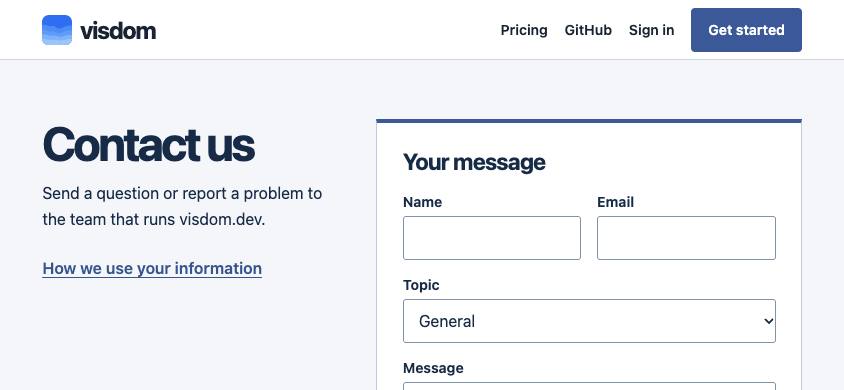 visdom
Pricing GitHub Sign in Get started
Contact us
Send a question or report a problem to
the team that runs visdom.dev.
How we use your information
Your message
Name Email
Topic
General
Message